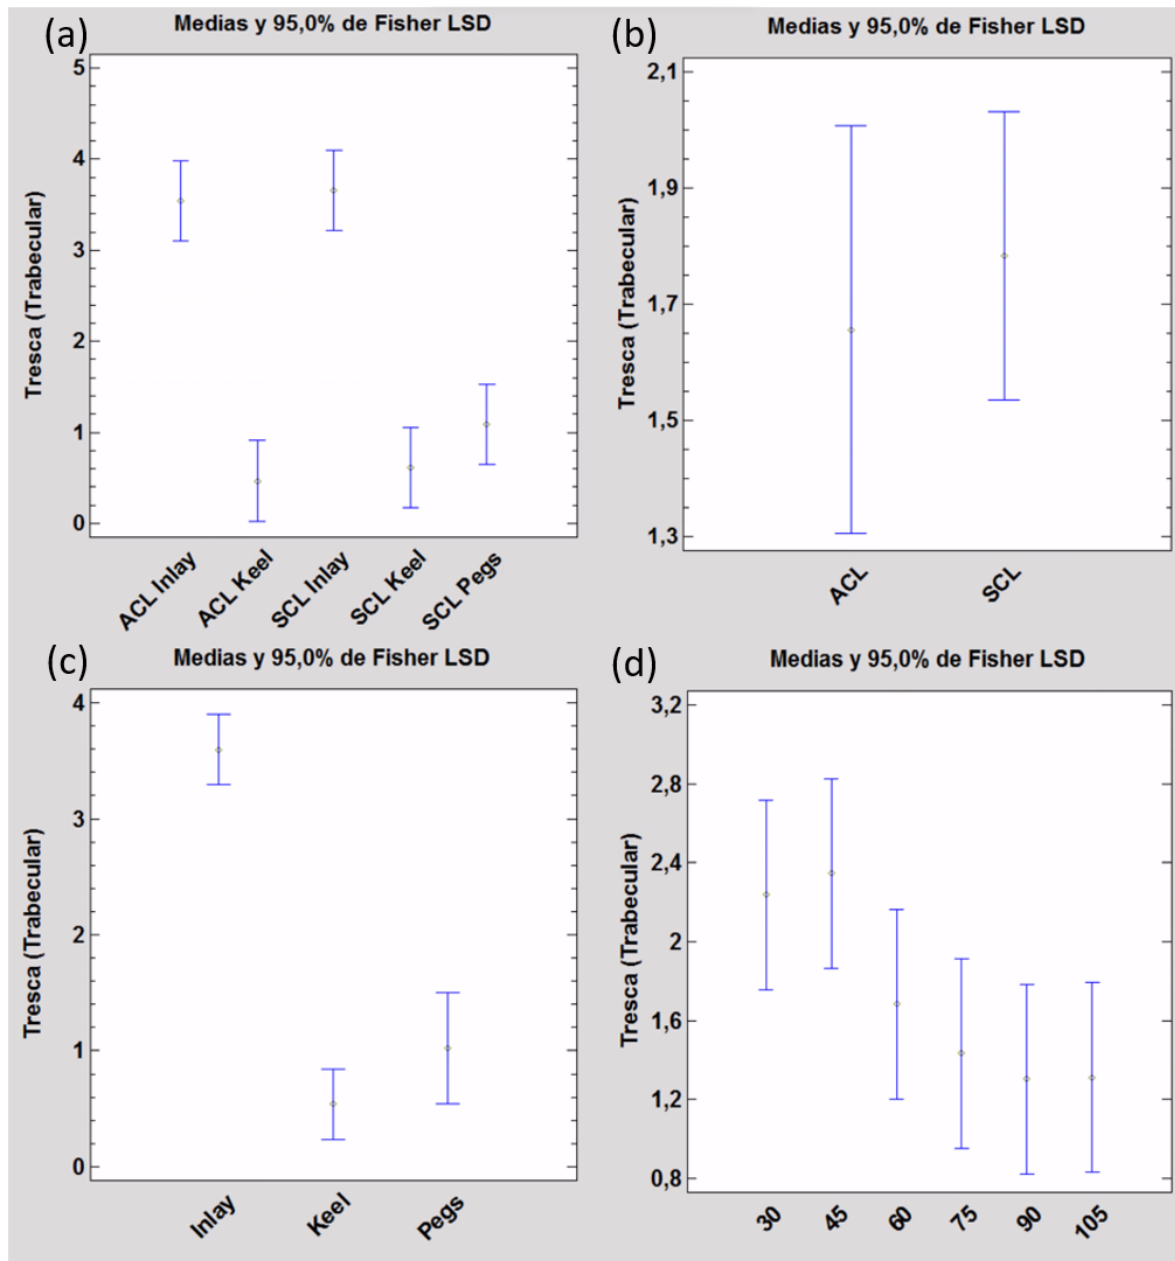 (a)
Medias y 95,0% de Fisher LSD
Tresca (Trabecular)
5
4
3
2
1
0
ACL Inlay
ACL Keel
SCL Inlay
SCL Keel
SCL Pegs
(b)
Medias y 95,0% de Fisher LSD
Tresca (Trabecular)
2,1
1,9
1,7
1,5
1,3
ACL
SCL
(c)
Medias y 95,0% de Fisher LSD
Tresca (Trabecular)
4
3
2
1
0
Inlay
Keel
Pegs
(d)
Medias y 95,0% de Fisher LSD
Tresca (Trabecular)
3,2
2,8
2,4
2
1,6
1,2
0,8
30
45
60
75
90
105